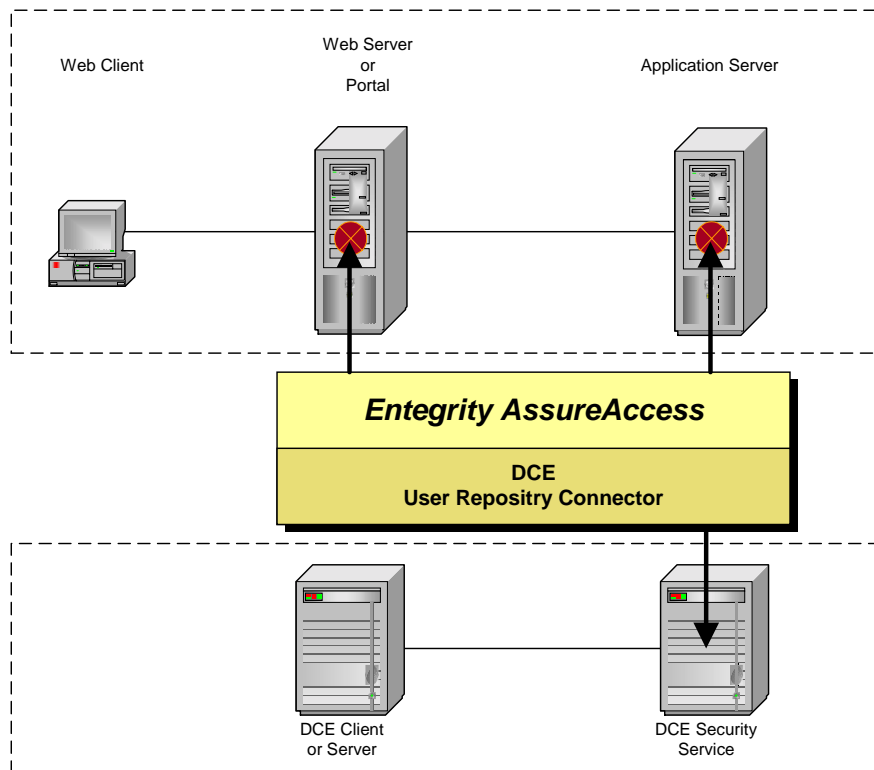 Web Client
Web Server
or
Portal
Application Server
Entegrity AssureAccess
DCE
User Repositry Connector
DCE Client
or Server
DCE Security
Service